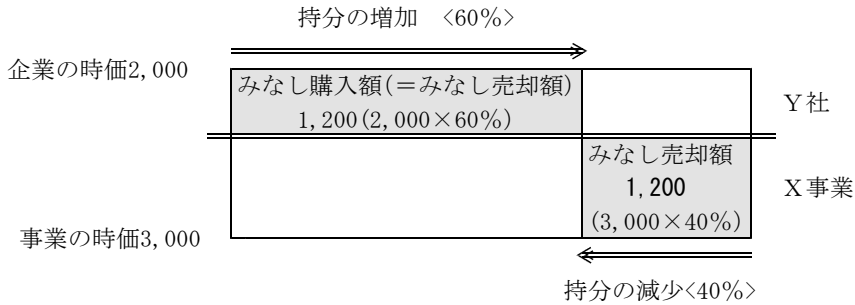 持分の増加　<60%>
企業の時価2,000
みなし購入額(＝みなし売却額)
1,200(2,000×60%)
Ｙ社
みなし売却額
1,200
(3,000×40%)
Ｘ事業
事業の時価3,000
持分の減少<40%>